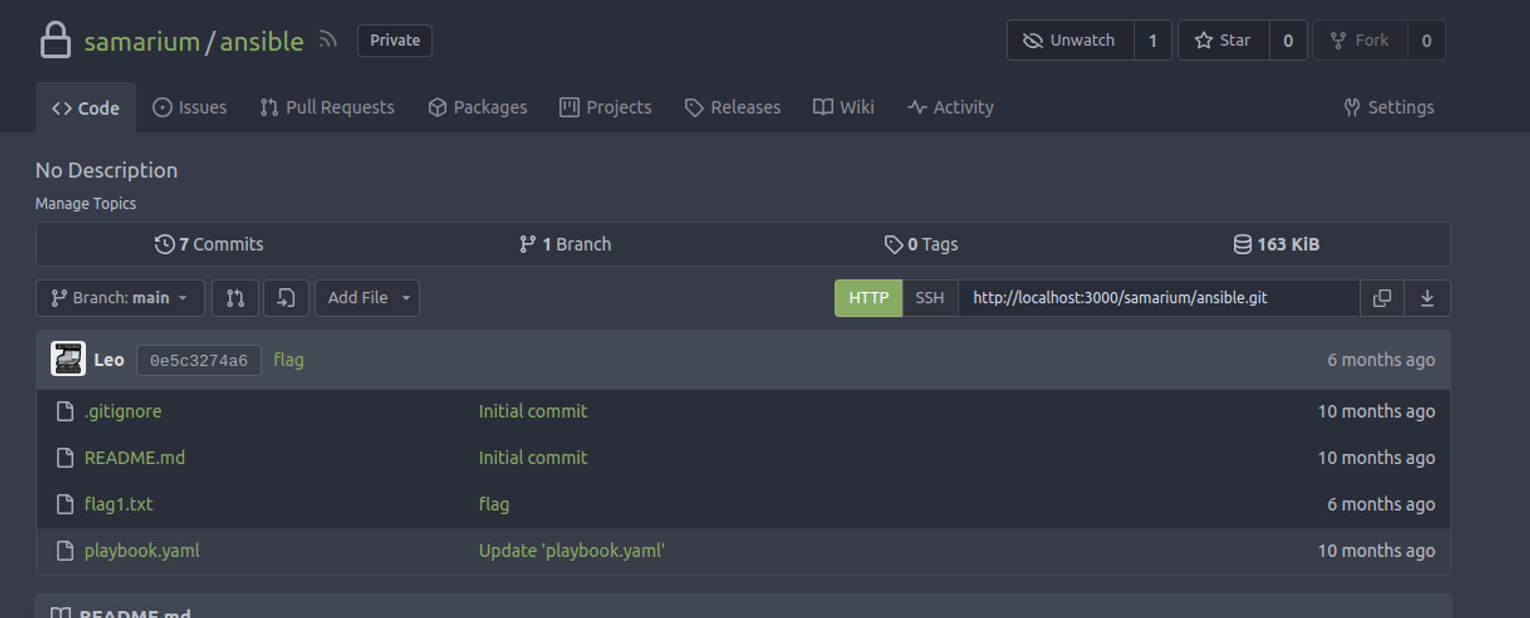 samarium / ansible Private Unwatch 1 Star 0 Fork 0
Code Issues Pull Requests Packages Projects Releases Wiki Activity Settings
No Description
Manage Topics
7 Commits 1 Branch 0 Tags 163 KiB
Branch: main Add File HTTP SSH http://localhost:3000/samarium/ansible.git
Leo 0e5c3274a6 flag 6 months ago
.gitignore Initial commit 10 months ago
README.md Initial commit 10 months ago
flag1.txt flag 6 months ago
playbook.yaml Update 'playbook.yaml' 10 months ago
README.md